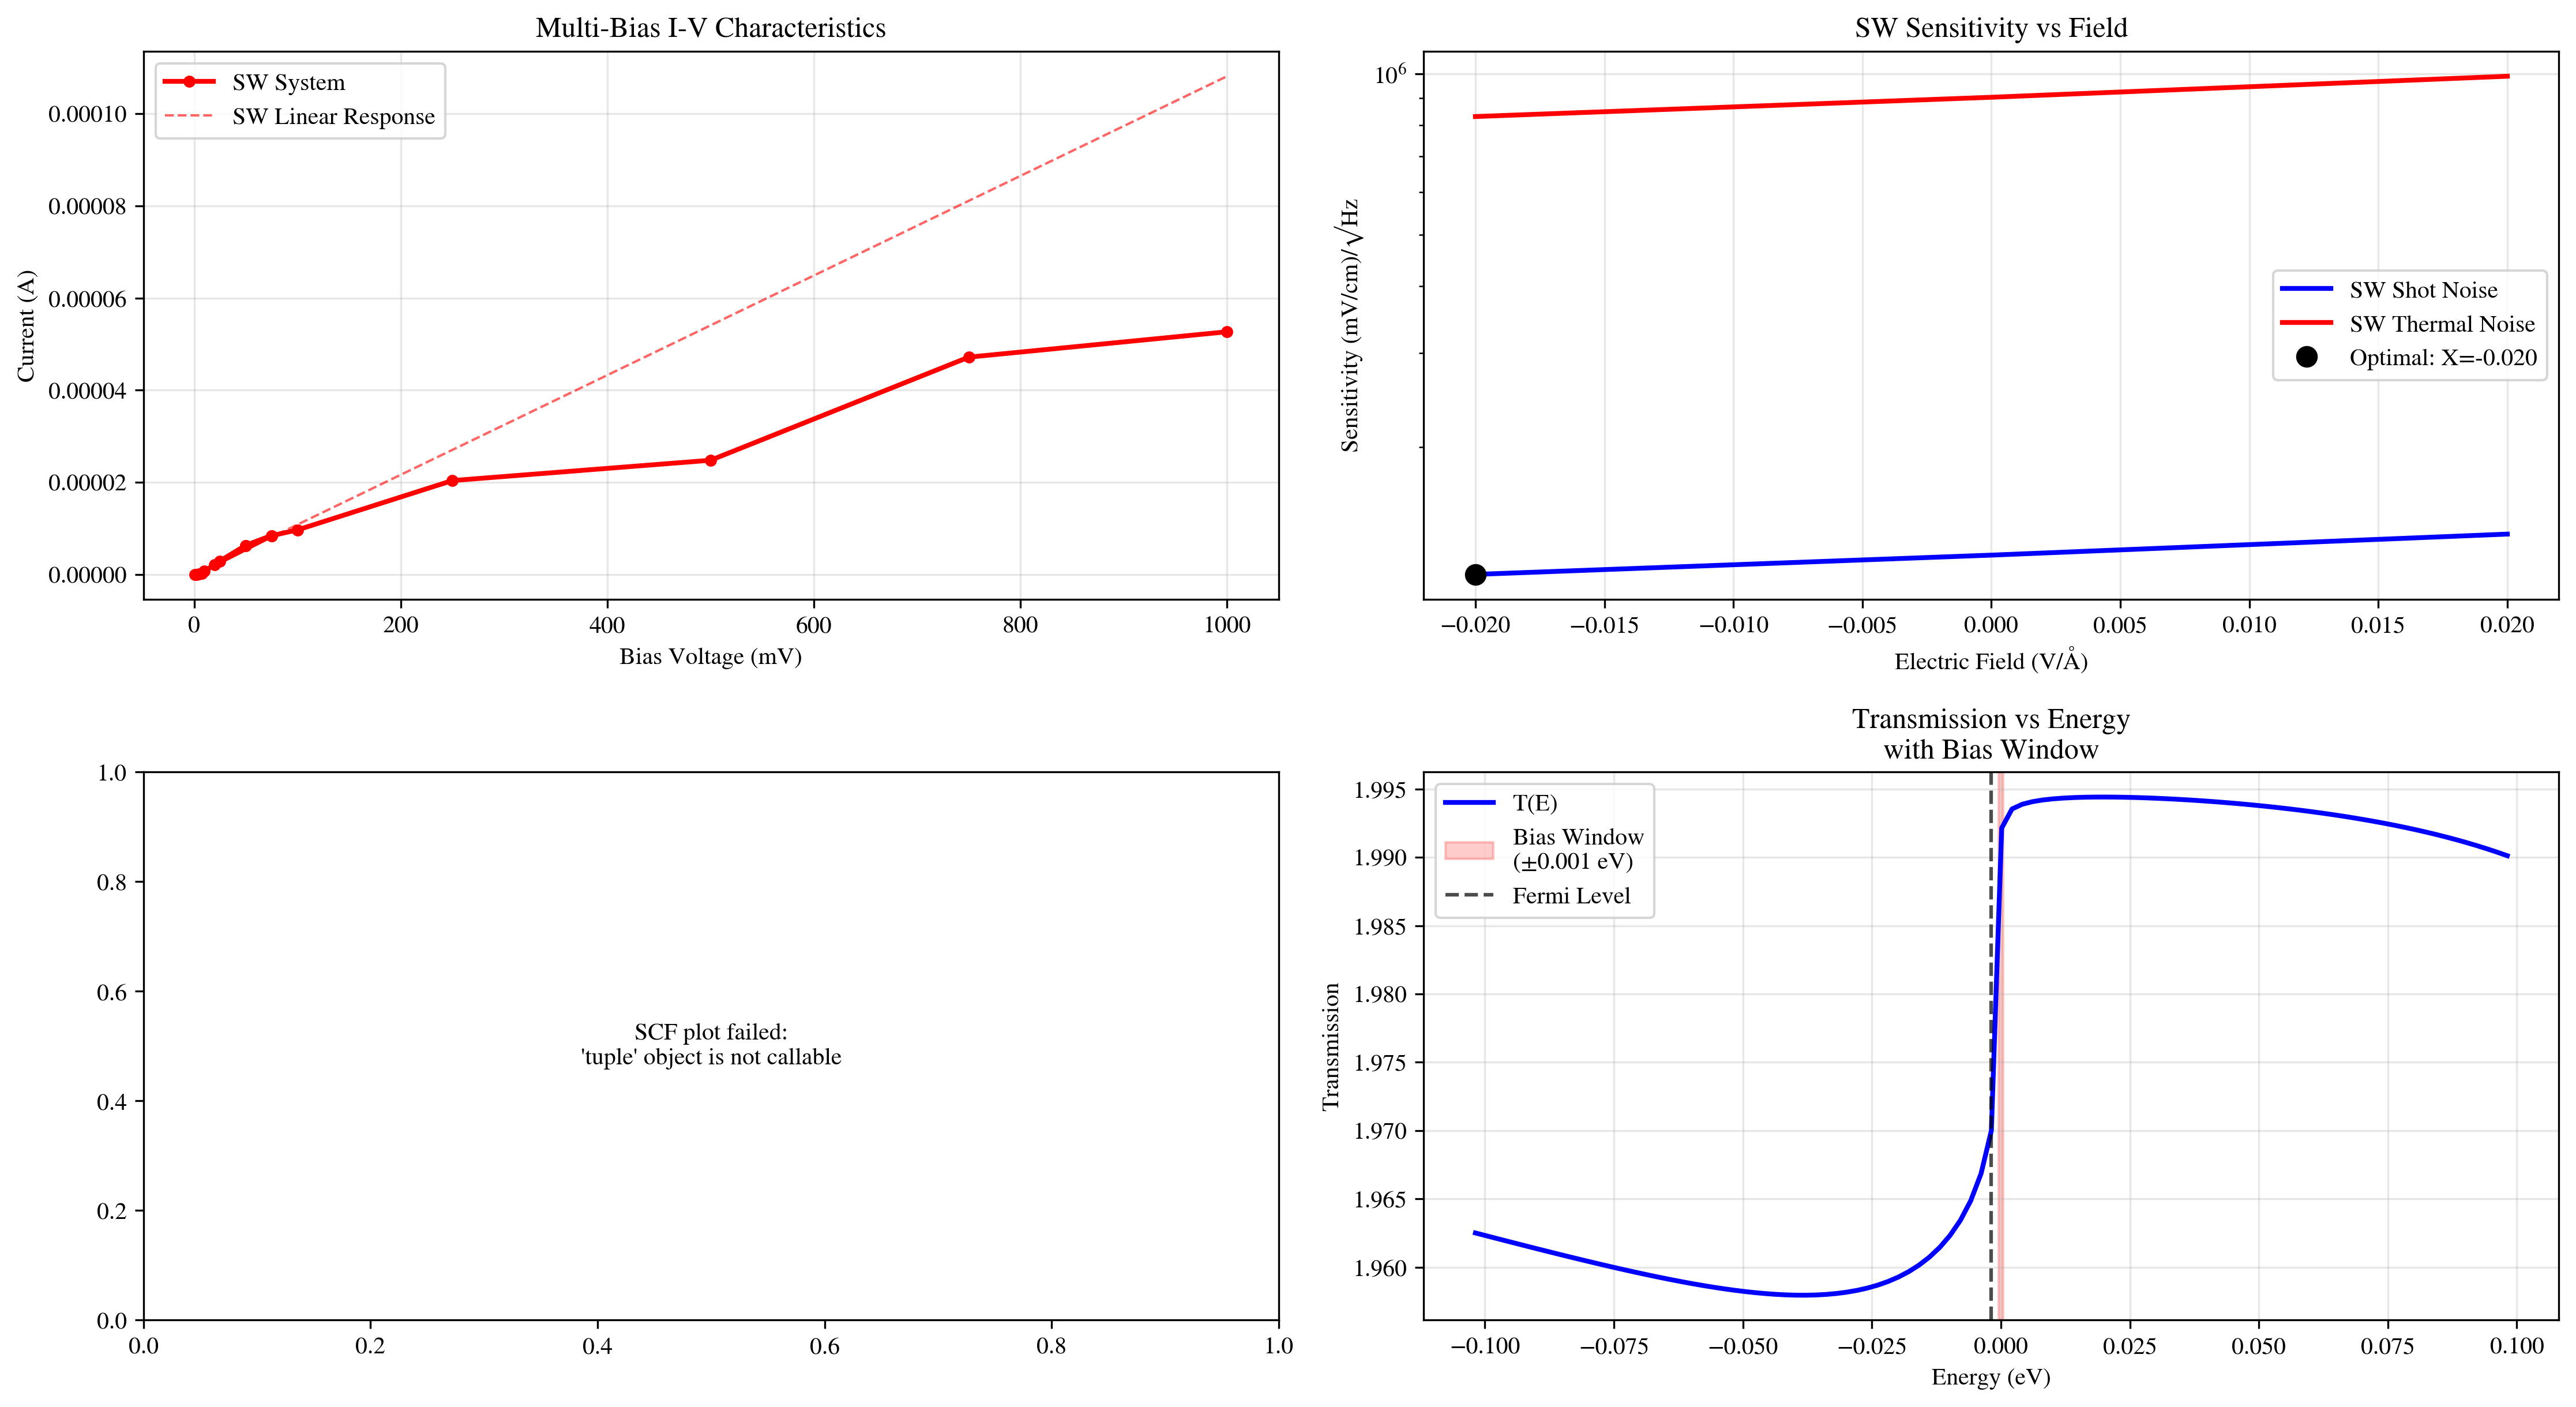 Multi-Bias I-V Characteristics
SW System
SW Linear Response
0.00010
0.00008
0.00006
0.00004
0.00002
0.00000
Current (A)
0
200
400
600
800
1000
Bias Voltage (mV)
SW Sensitivity vs Field
10⁶
Sensitivity (mV/cm)/√Hz
SW Shot Noise
SW Thermal Noise
Optimal: X=-0.020
−0.020
−0.015
−0.010
−0.005
0.000
0.005
0.010
0.015
0.020
Electric Field (V/Å)
1.0
0.8
0.6
0.4
0.2
0.0
SCF plot failed:
'tuple' object is not callable
0.0
0.2
0.4
0.6
0.8
1.0
Transmission vs Energy
with Bias Window
T(E)
Bias Window
(±0.001 eV)
Fermi Level
1.995
1.990
1.985
1.980
1.975
1.970
1.965
1.960
Transmission
−0.100
−0.075
−0.050
−0.025
0.000
0.025
0.050
0.075
0.100
Energy (eV)